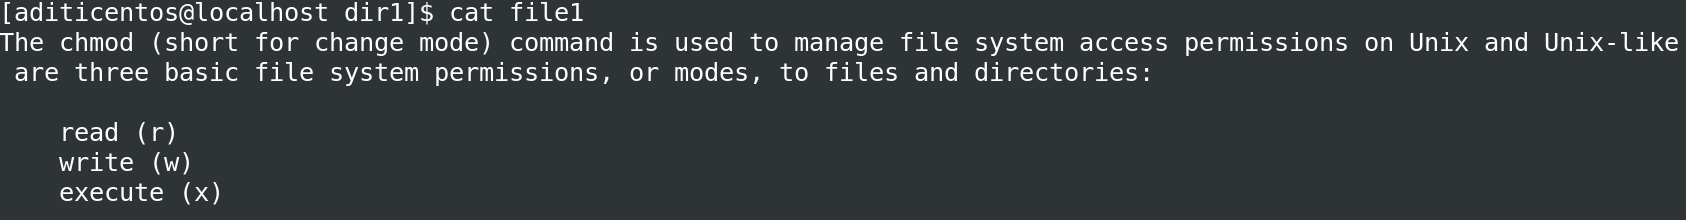 [aditicentos@localhost dir1]$ cat file1
The chmod (short for change mode) command is used to manage file system access permissions on Unix and Unix-like
 are three basic file system permissions, or modes, to files and directories:

    read (r)
    write (w)
    execute (x)